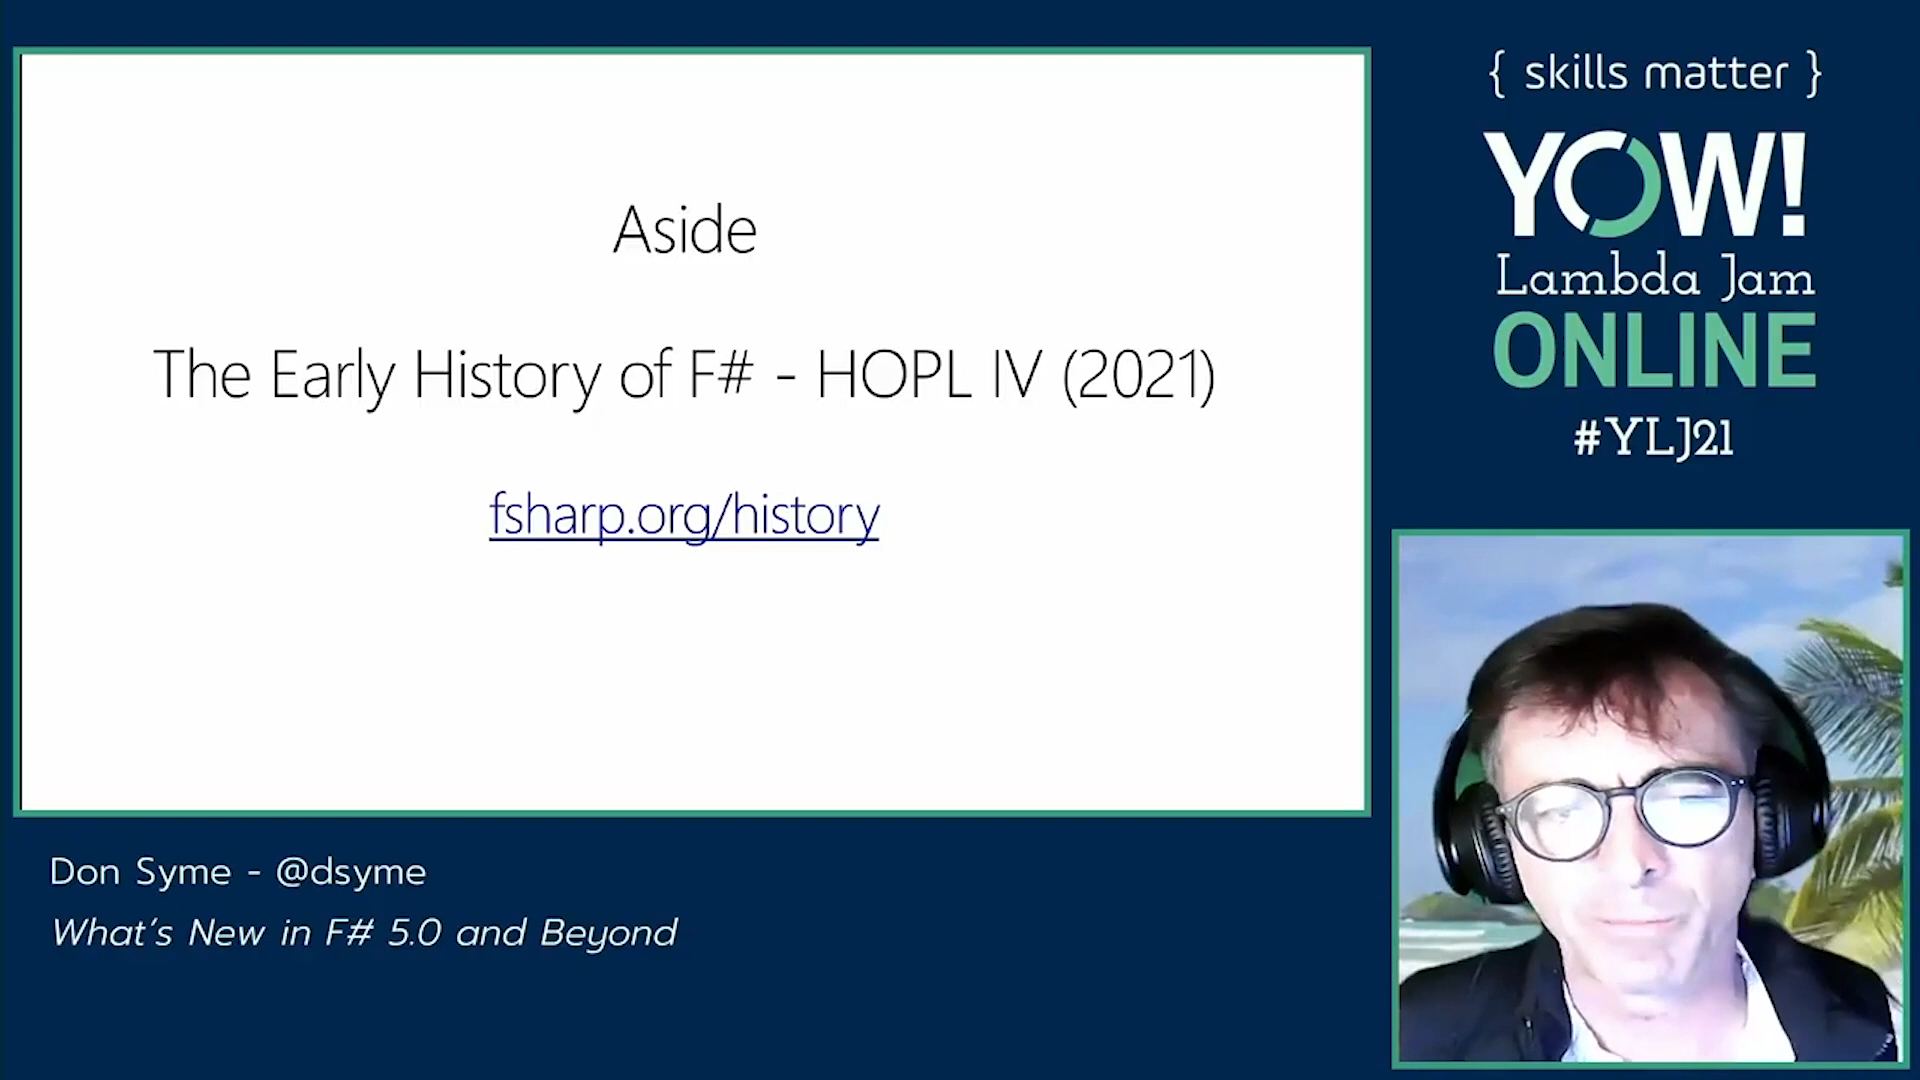 Aside
The Early History of F# - HOPL IV (2021)
fsharp.org/history
{ skills matter }
YOW!
Lambda Jam
ONLINE
#YLJ21
Don Syme - @dsyme
What's New in F# 5.0 and Beyond